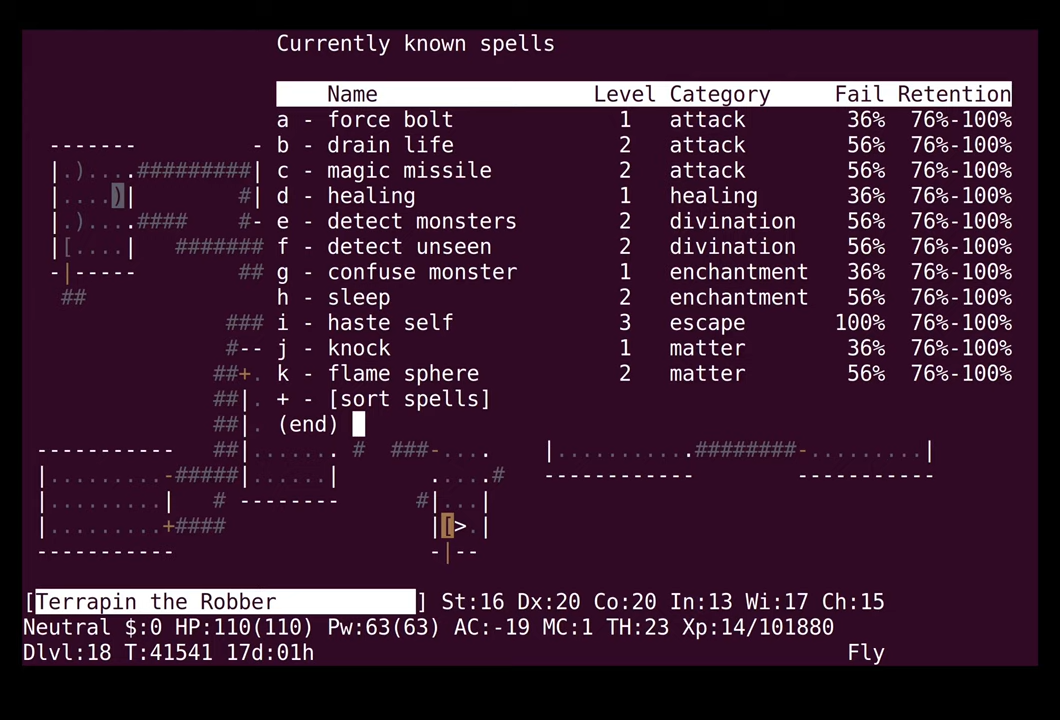 Currently known spells
Name Level Category Fail Retention
a - force bolt 1 attack 36% 76%-100%
------- - b - drain life 2 attack 56% 76%-100%
|.)....######### | c - magic missile 2 attack 56% 76%-100%
|....)| #| d - healing 1 healing 36% 76%-100%
|.)....#### #- e - detect monsters 2 divination 56% 76%-100%
|[....| ####### f - detect unseen 2 divination 56% 76%-100%
-|----- ## g - confuse monster 1 enchantment 36% 76%-100%
## h - sleep 2 enchantment 56% 76%-100%
### i - haste self 3 escape 100% 76%-100%
#-- j - knock 1 matter 36% 76%-100%
##+. k - flame sphere 2 matter 56% 76%-100%
##|. + - [sort spells]
##|. (end)
----------- ##|....... # ###-.... |...........########-.........|
|.........-#####|......| .....# ------------ -----------
|.........| # -------- #|...|
|.........+#### |[>.|
----------- -|--
[Terrapin the Robber ] St:16 Dx:20 Co:20 In:13 Wi:17 Ch:15
Neutral $:0 HP:110(110) Pw:63(63) AC:-19 MC:1 TH:23 Xp:14/101880
Dlvl:18 T:41541 17d:01h Fly